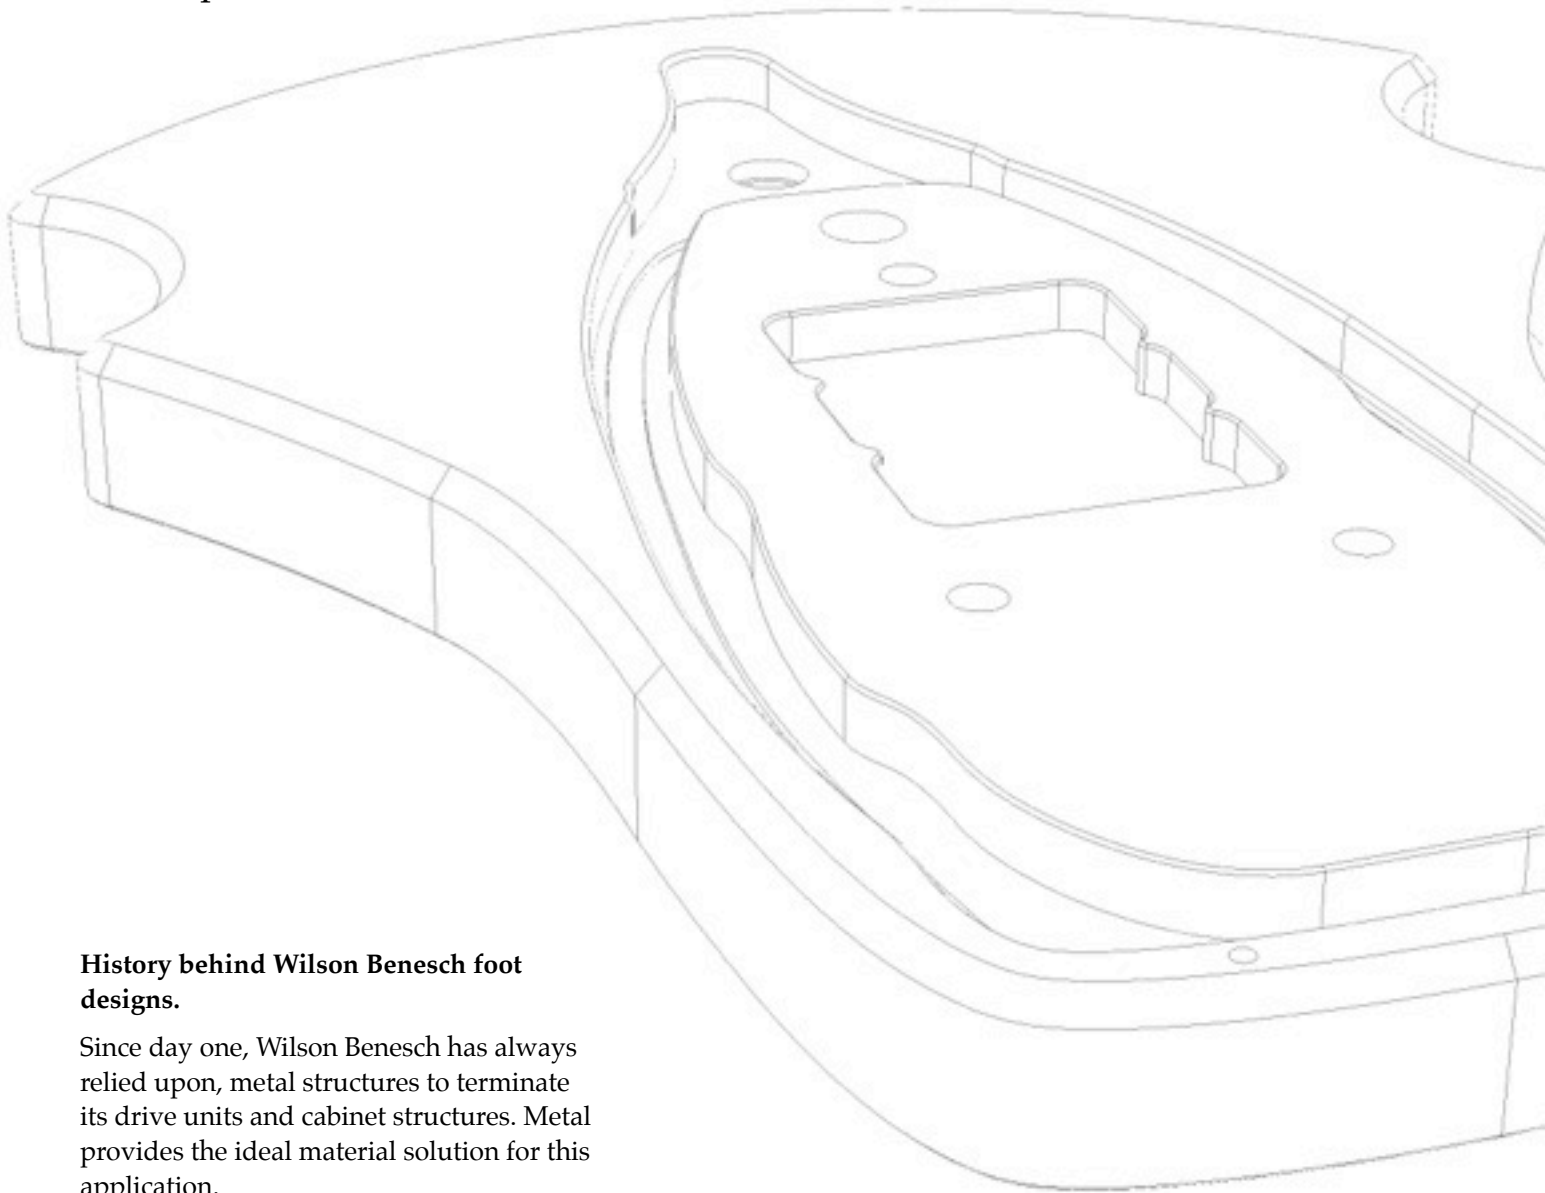 History behind Wilson Benesch foot
designs.
Since day one, Wilson Benesch has always
relied upon, metal structures to terminate
its drive units and cabinet structures. Metal
provides the ideal material solution for this
application.